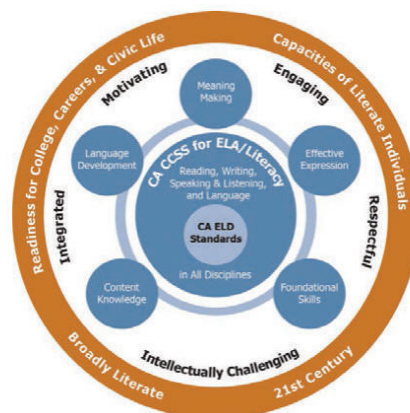 Readiness for College, Careers, & Civic Life
Capacities of Literate Individuals
Motivating
Engaging
Meaning
Making
Language
Development
Effective
Expression
CA CCSS for ELA/Literacy
Reading, Writing,
Speaking & Listening,
and Language
CA ELD
Standards
in All Disciplines
Integrated
Respectful
Content
Knowledge
Foundational
Skills
Intellectually Challenging
Broadly Literate
21st Century